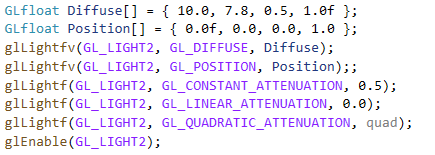 GLfloat Diffuse[] = { 10.0, 7.8, 0.5, 1.0f };
GLfloat Position[] = { 0.0f, 0.0, 0.0, 1.0 };
glLightfv(GL_LIGHT2, GL_DIFFUSE, Diffuse);
glLightfv(GL_LIGHT2, GL_POSITION, Position);;
glLightf(GL_LIGHT2, GL_CONSTANT_ATTENUATION, 0.5);
glLightf(GL_LIGHT2, GL_LINEAR_ATTENUATION, 0.0);
glLightf(GL_LIGHT2, GL_QUADRATIC_ATTENUATION, quad);
glEnable(GL_LIGHT2);